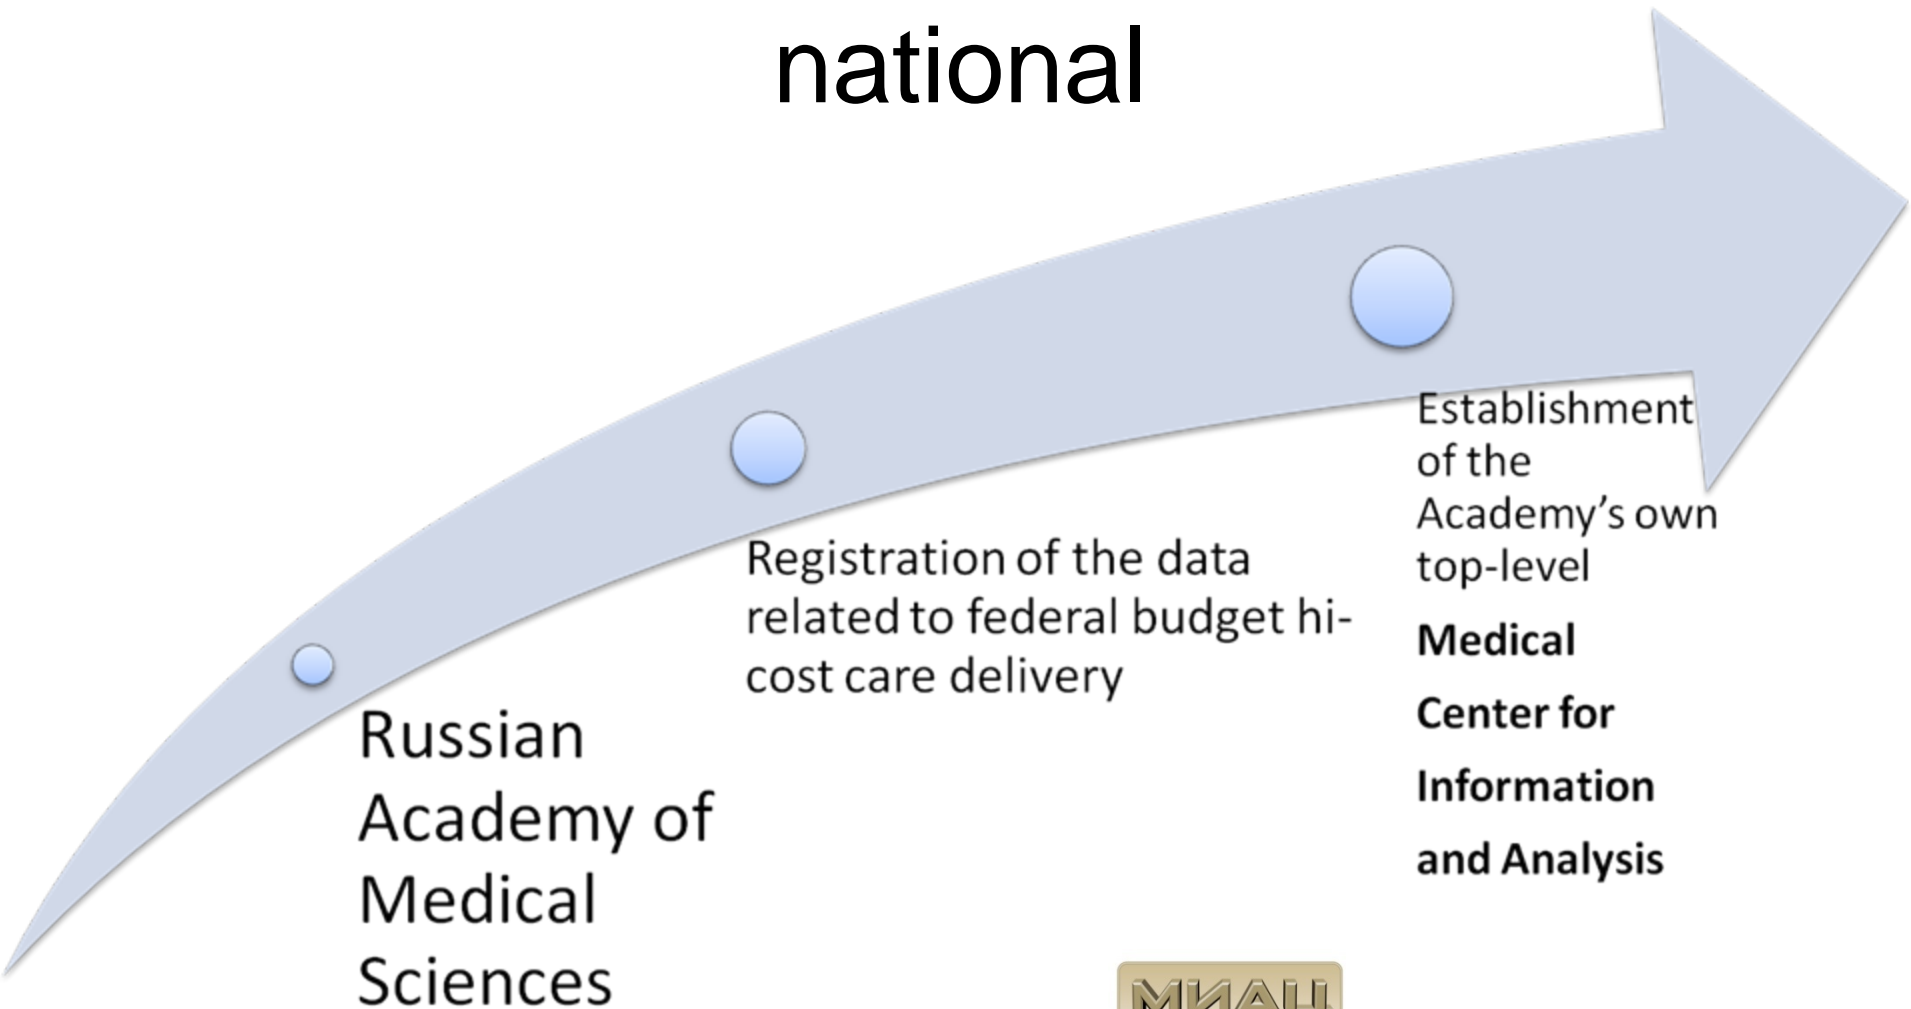 national
Russian
Academy of
Medical
Sciences
Registration of the data
related to federal budget hi-
cost care delivery
Establishment
of the
Academy’s own
top-level
Medical
Center for
Information
and Analysis
МИАЦ